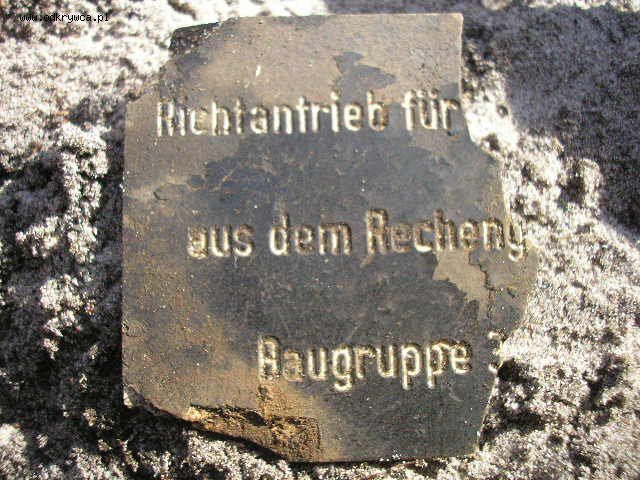 www.odkrywca.pl
Richtantrieb für
aus dem Recheng
Baugruppe